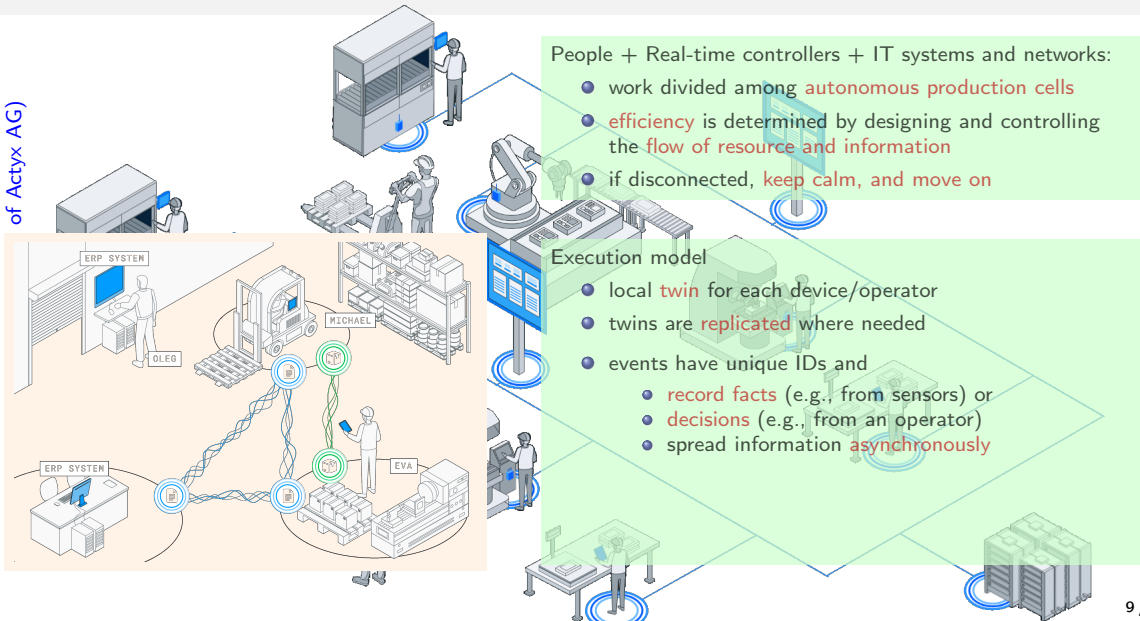 of Actyx AG)
People + Real-time controllers + IT systems and networks:
work divided among autonomous production cells
efficiency is determined by designing and controlling
the flow of resource and information
if disconnected, keep calm, and move on
ERP SYSTEM
OLEG
MICHAEL
ERP SYSTEM
EVA
Execution model
local twin for each device/operator
twins are replicated where needed
events have unique IDs and
record facts (e.g., from sensors) or
decisions (e.g., from an operator)
spread information asynchronously
9